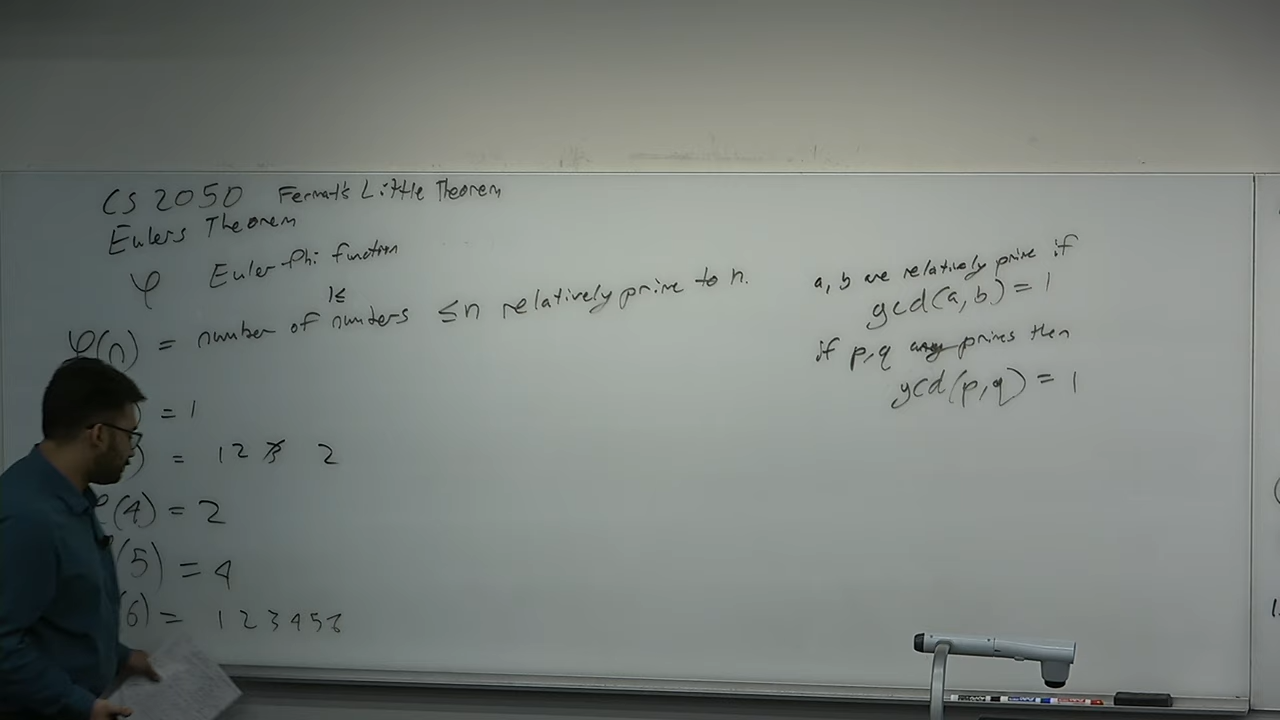 CS 2050 Fermat's Little Theorem
Eulers Theorem
φ Euler Phi function
1≤
φ(n) = number of numbers ≤n relatively prime to n.
) = 1
) = 1 2 3 2
φ(4) = 2
(5) = 4
(6) = 1 2 3 4 5 6
a, b are relatively prime if
gcd(a, b) = 1
if p, q primes then
gcd(p, q) = 1